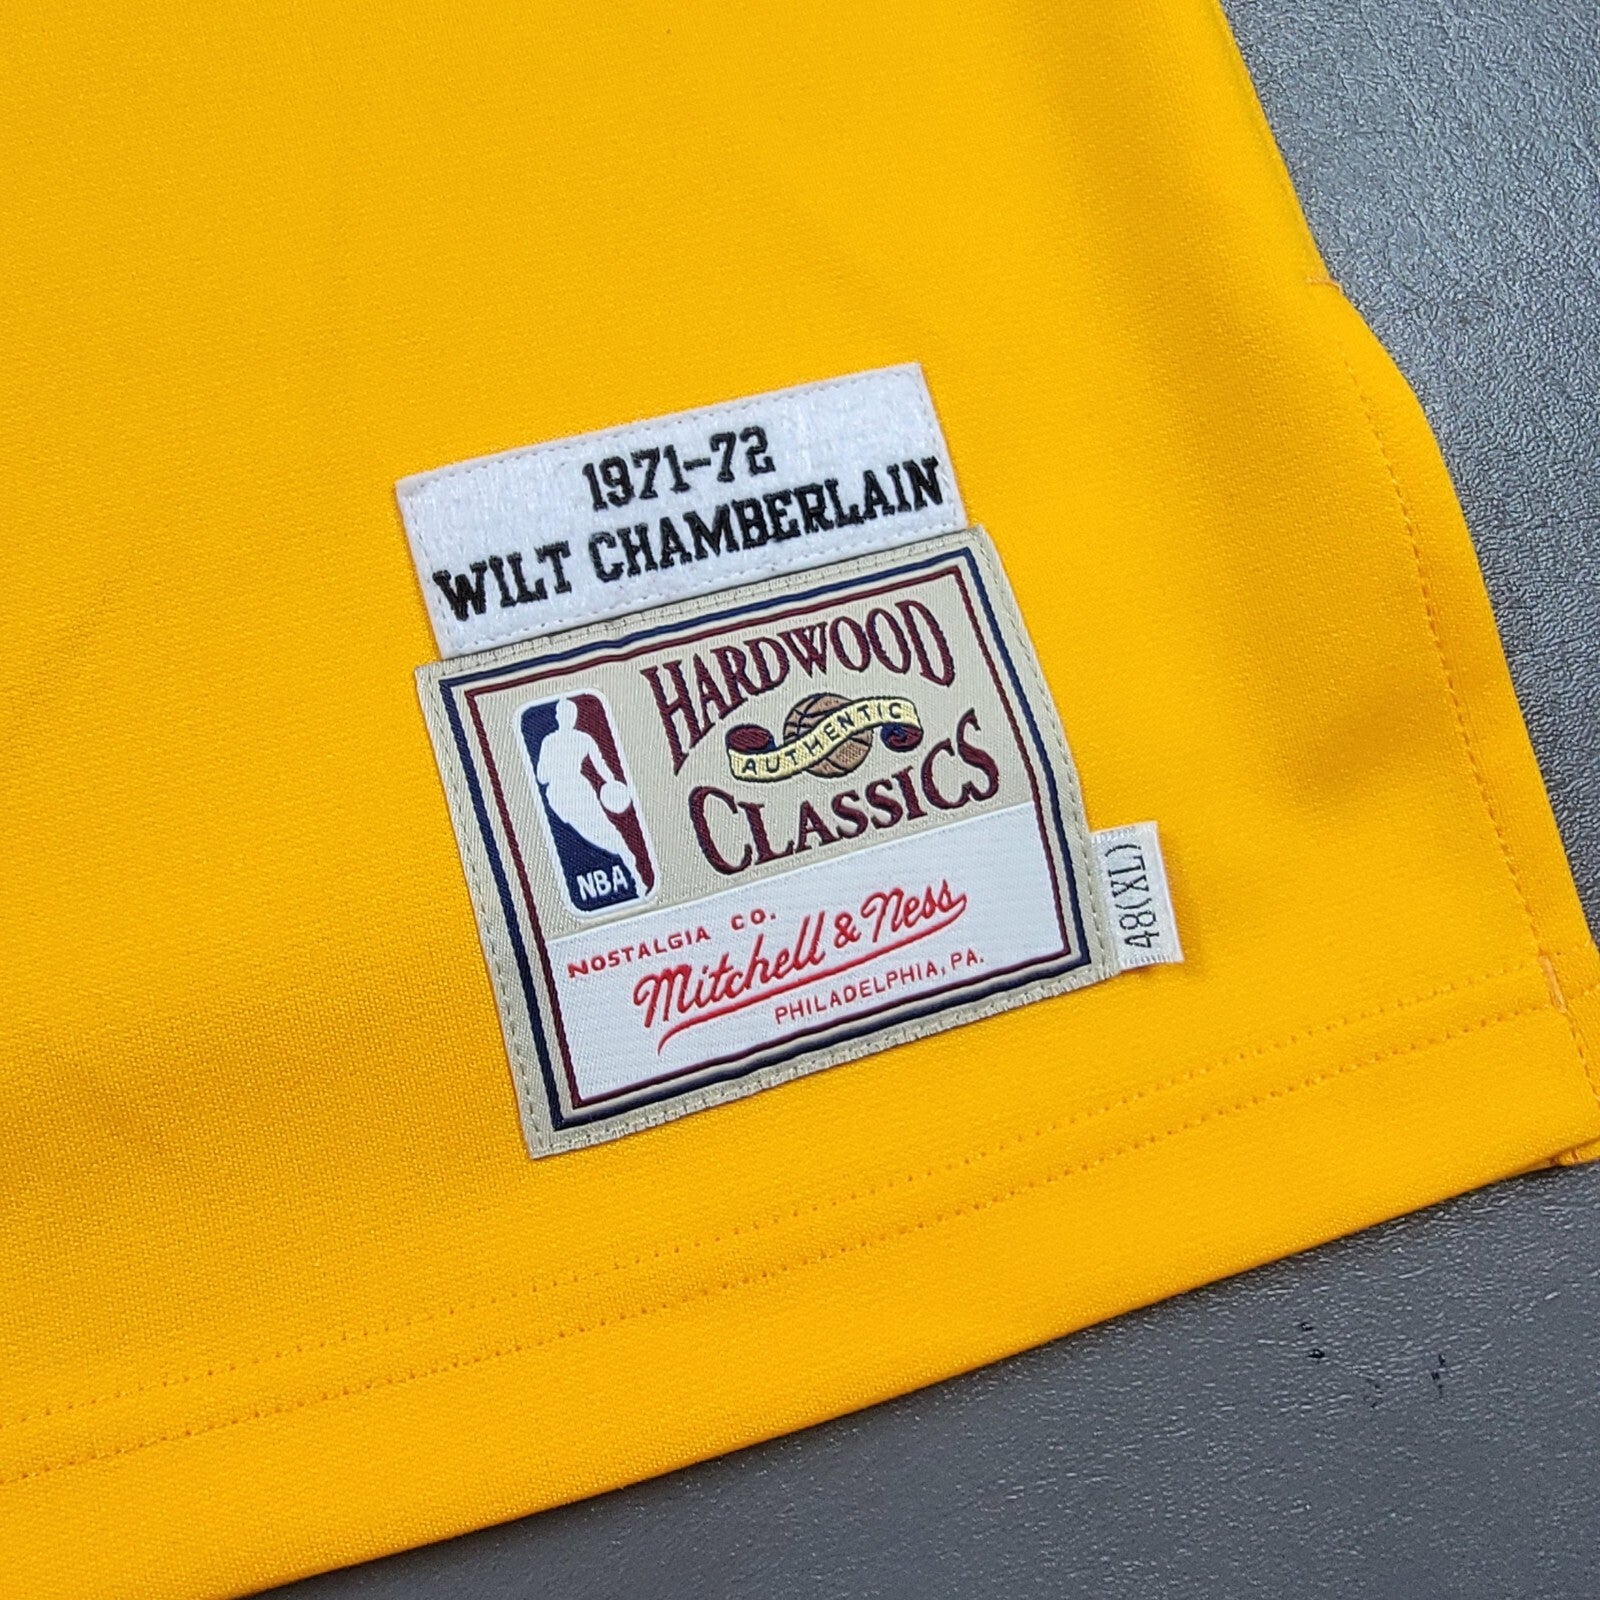 1971-72
WILT CHAMBERLAIN
HARDWOOD
AUTHENTIC
CLASSICS
NBA
NOSTALGIA CO.
Mitchell & Ness
PHILADELPHIA, PA.
48(XL)